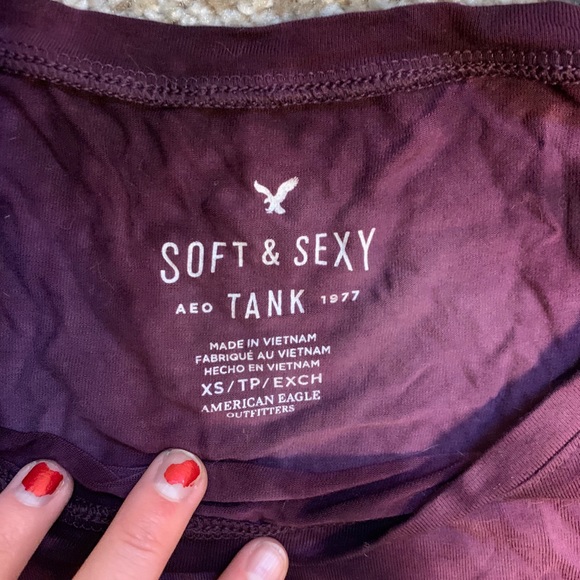 SOFT & SEXY
AEO TANK 1977
MADE IN VIETNAM
FABRIQUÉ AU VIETNAM
HECHO EN VIETNAM
XS/TP/EXCH
AMERICAN EAGLE
OUTFITTERS